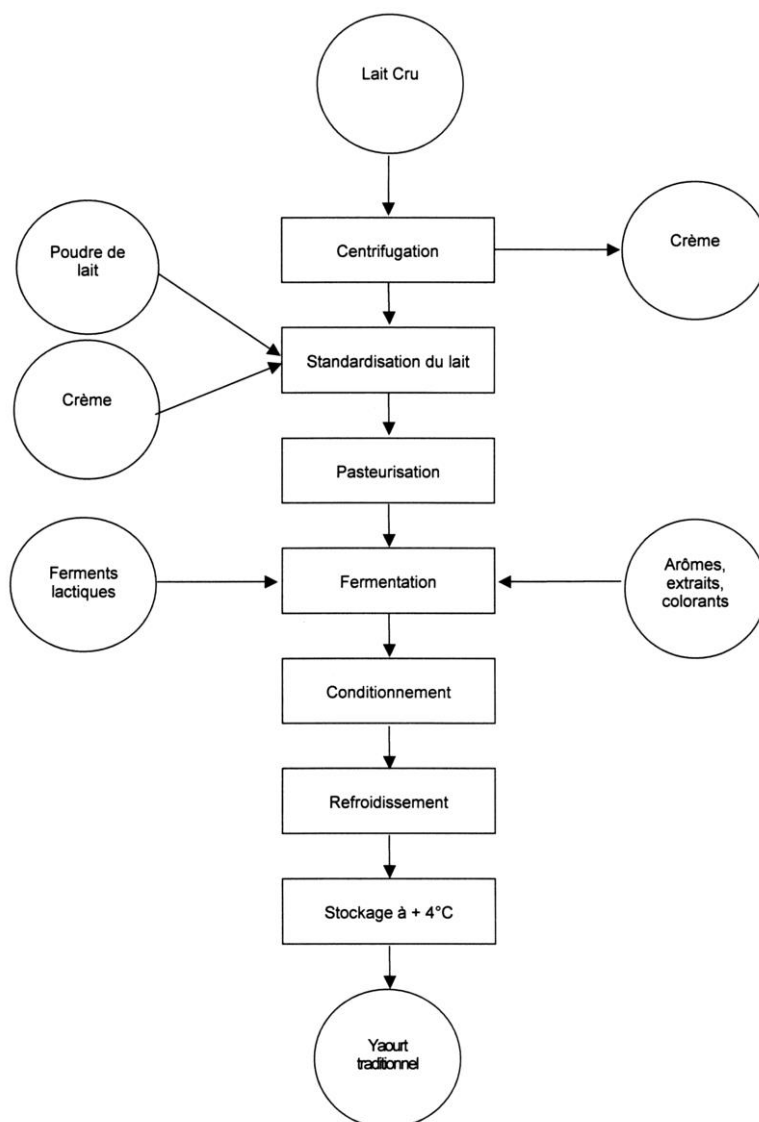 Lait Cru
Centrifugation
Crème
Poudre de
lait
Standardisation du lait
Crème
Pasteurisation
Ferments
lactiques
Fermentation
Arômes,
extraits,
colorants
Conditionnement
Refroidissement
Stockage à + 4°C
Yaourt
traditionnel